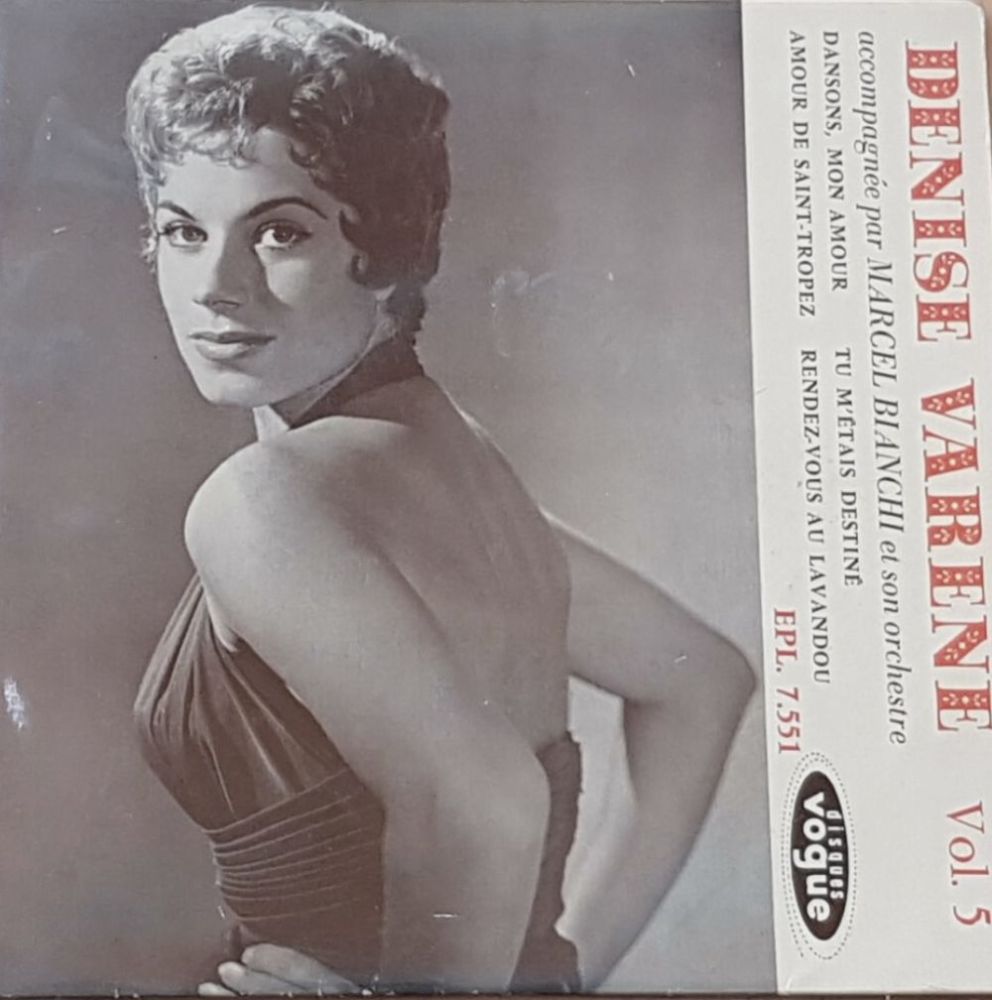 DENISE VARENE Vol. 5
accompagnée par MARCEL BIANCHI et son orchestre
DANSONS, MON AMOUR
TU M'ÉTAIS DESTINÉ
AMOUR DE SAINT-TROPEZ
RENDEZ-VOUS AU LAVANDOU
EPL. 7.551
disques
vogue